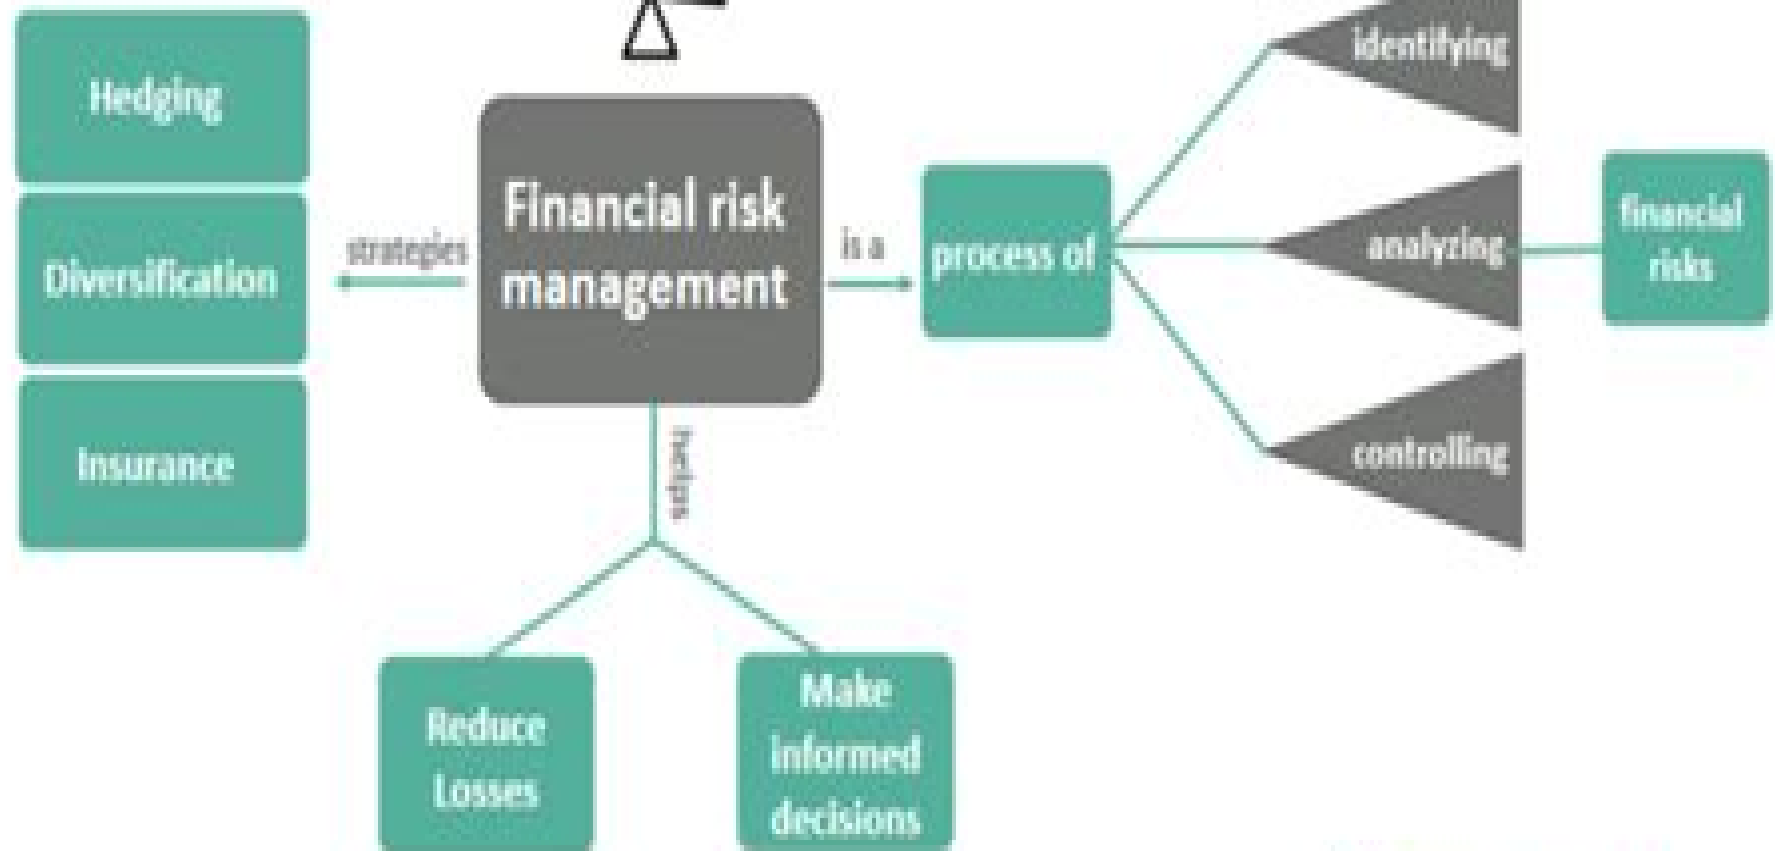 Hedging
Diversification
Insurance
strategies
Financial risk
management
is a
process of
identifying
analyzing
controlling
financial
risks
helps
Reduce
Losses
Make
informed
decisions